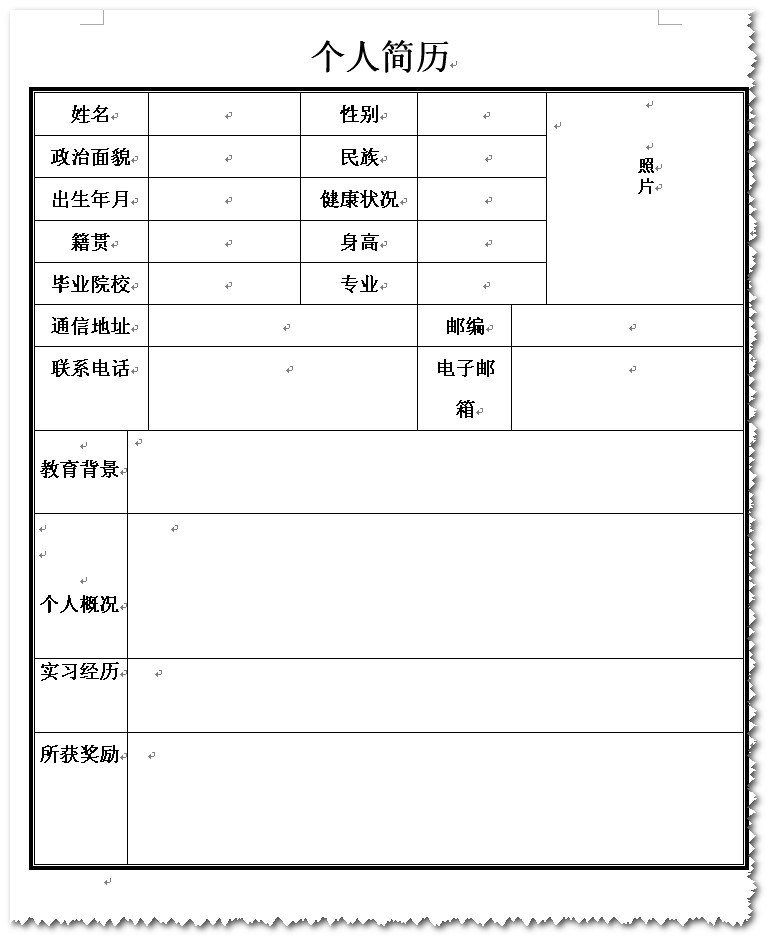 个人简历
姓名 性别
照
片
政治面貌 民族
出生年月 健康状况
籍贯 身高
毕业院校 专业
通信地址 邮编
联系电话 电子邮
箱
教育背景
个人概况
实习经历
所获奖励